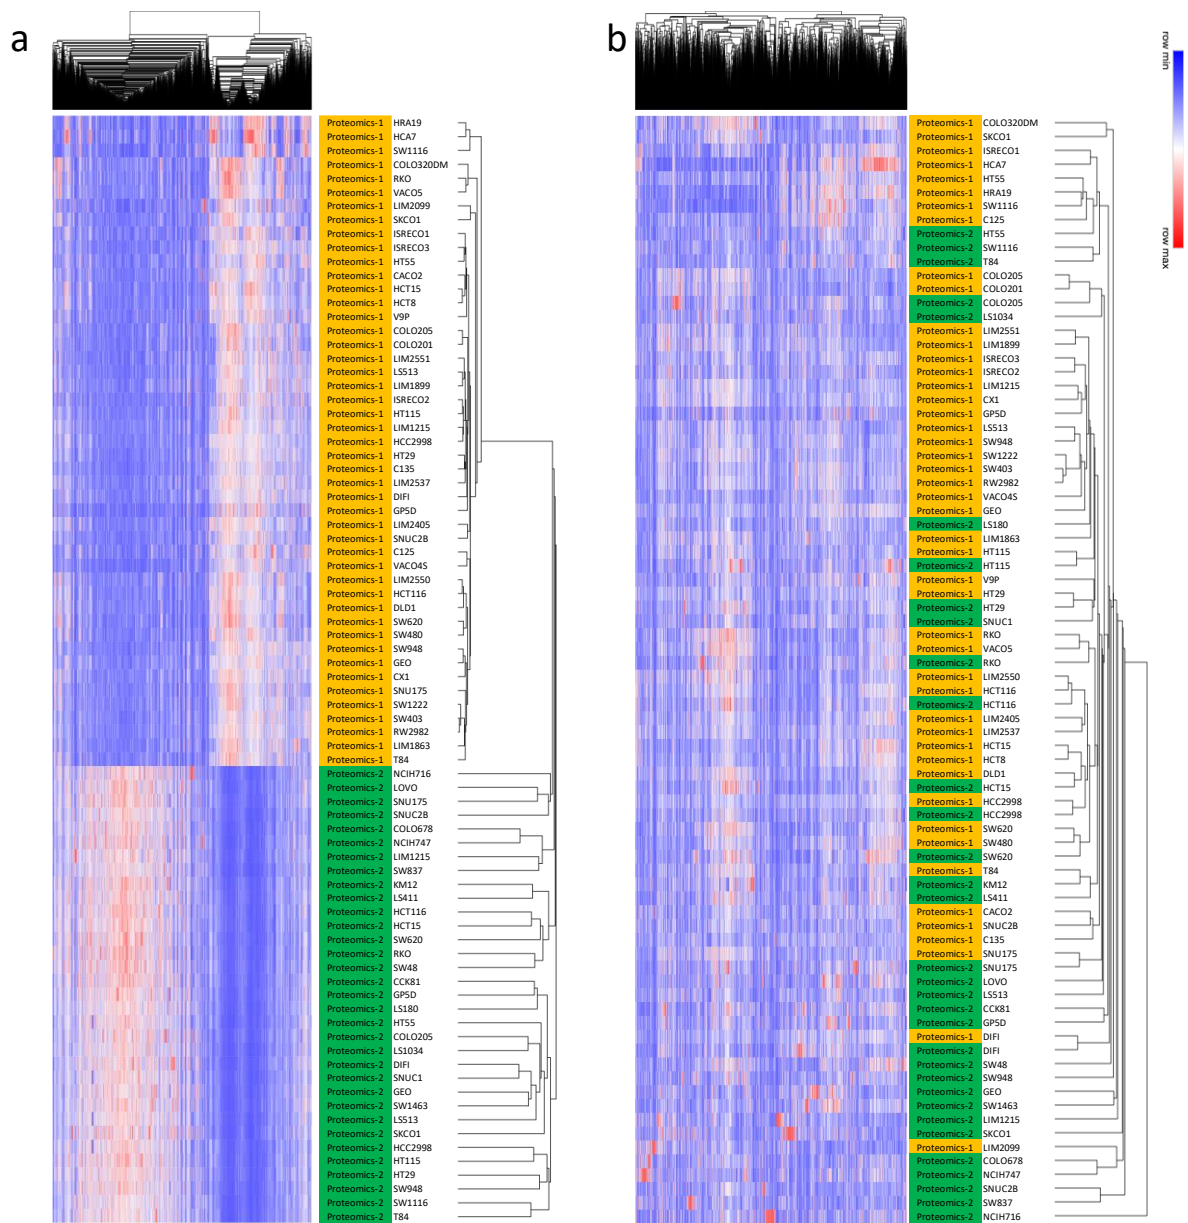 a
Proteomics-1 HRA19
Proteomics-1 HCA7
Proteomics-1 SW1116
Proteomics-1 COLO320DM
Proteomics-1 RKO
Proteomics-1 VACO5
Proteomics-1 LIM2099
Proteomics-1 SKCO1
Proteomics-1 ISRECO1
Proteomics-1 ISRECO3
Proteomics-1 HT55
Proteomics-1 CACO2
Proteomics-1 HCT15
Proteomics-1 HCT8
Proteomics-1 V9P
Proteomics-1 COLO205
Proteomics-1 COLO201
Proteomics-1 LIM2551
Proteomics-1 LS513
Proteomics-1 LIM1899
Proteomics-1 ISRECO2
Proteomics-1 HT115
Proteomics-1 LIM1215
Proteomics-1 HCC2998
Proteomics-1 HT29
Proteomics-1 C135
Proteomics-1 LIM2537
Proteomics-1 DIFI
Proteomics-1 GP5D
Proteomics-1 LIM2405
Proteomics-1 SNUC2B
Proteomics-1 C125
Proteomics-1 VACO4S
Proteomics-1 LIM2550
Proteomics-1 HCT116
Proteomics-1 DLD1
Proteomics-1 SW620
Proteomics-1 SW480
Proteomics-1 SW948
Proteomics-1 GEO
Proteomics-1 CX1
Proteomics-1 SNU175
Proteomics-1 SW1222
Proteomics-1 SW403
Proteomics-1 RW2982
Proteomics-1 LIM1863
Proteomics-1 T84
Proteomics-2 NCIH716
Proteomics-2 LOVO
Proteomics-2 SNU175
Proteomics-2 SNUC2B
Proteomics-2 COLO678
Proteomics-2 NCIH747
Proteomics-2 LIM1215
Proteomics-2 SW837
Proteomics-2 KM12
Proteomics-2 LS411
Proteomics-2 HCT116
Proteomics-2 HCT15
Proteomics-2 SW620
Proteomics-2 RKO
Proteomics-2 SW48
Proteomics-2 CCK81
Proteomics-2 GP5D
Proteomics-2 LS180
Proteomics-2 HT55
Proteomics-2 COLO205
Proteomics-2 LS1034
Proteomics-2 DIFI
Proteomics-2 SNUC1
Proteomics-2 GEO
Proteomics-2 SW1463
Proteomics-2 LS513
Proteomics-2 SKCO1
Proteomics-2 HCC2998
Proteomics-2 HT115
Proteomics-2 HT29
Proteomics-2 SW948
Proteomics-2 SW1116
Proteomics-2 T84
b
Proteomics-1 COLO320DM
Proteomics-1 SKCO1
Proteomics-1 ISRECO1
Proteomics-1 HCA7
Proteomics-1 HT55
Proteomics-1 HRA19
Proteomics-1 SW1116
Proteomics-1 C125
Proteomics-2 HT55
Proteomics-2 SW1116
Proteomics-2 T84
Proteomics-1 COLO205
Proteomics-1 COLO201
Proteomics-2 COLO205
Proteomics-2 LS1034
Proteomics-1 LIM2551
Proteomics-1 LIM1899
Proteomics-1 ISRECO3
Proteomics-1 ISRECO2
Proteomics-1 LIM1215
Proteomics-1 CX1
Proteomics-1 GP5D
Proteomics-1 LS513
Proteomics-1 SW948
Proteomics-1 SW1222
Proteomics-1 SW403
Proteomics-1 RW2982
Proteomics-1 VACO4S
Proteomics-1 GEO
Proteomics-2 LS180
Proteomics-1 LIM1863
Proteomics-1 HT115
Proteomics-2 HT115
Proteomics-1 V9P
Proteomics-1 HT29
Proteomics-2 HT29
Proteomics-2 SNUC1
Proteomics-1 RKO
Proteomics-1 VACO5
Proteomics-2 RKO
Proteomics-1 LIM2550
Proteomics-1 HCT116
Proteomics-2 HCT116
Proteomics-1 LIM2405
Proteomics-1 LIM2537
Proteomics-1 HCT15
Proteomics-1 HCT8
Proteomics-1 DLD1
Proteomics-2 HCT15
Proteomics-1 HCC2998
Proteomics-2 HCC2998
Proteomics-1 SW620
Proteomics-1 SW480
Proteomics-2 SW620
Proteomics-1 T84
Proteomics-2 KM12
Proteomics-2 LS411
Proteomics-1 CACO2
Proteomics-1 SNUC2B
Proteomics-1 C135
Proteomics-1 SNU175
Proteomics-2 SNU175
Proteomics-2 LOVO
Proteomics-2 LS513
Proteomics-2 CCK81
Proteomics-2 GP5D
Proteomics-1 DIFI
Proteomics-2 DIFI
Proteomics-2 SW48
Proteomics-2 SW948
Proteomics-2 GEO
Proteomics-2 SW1463
Proteomics-2 LIM1215
Proteomics-2 SKCO1
Proteomics-1 LIM2099
Proteomics-2 COLO678
Proteomics-2 NCIH747
Proteomics-2 SNUC2B
Proteomics-2 SW837
Proteomics-2 NCIH716
row min
row max